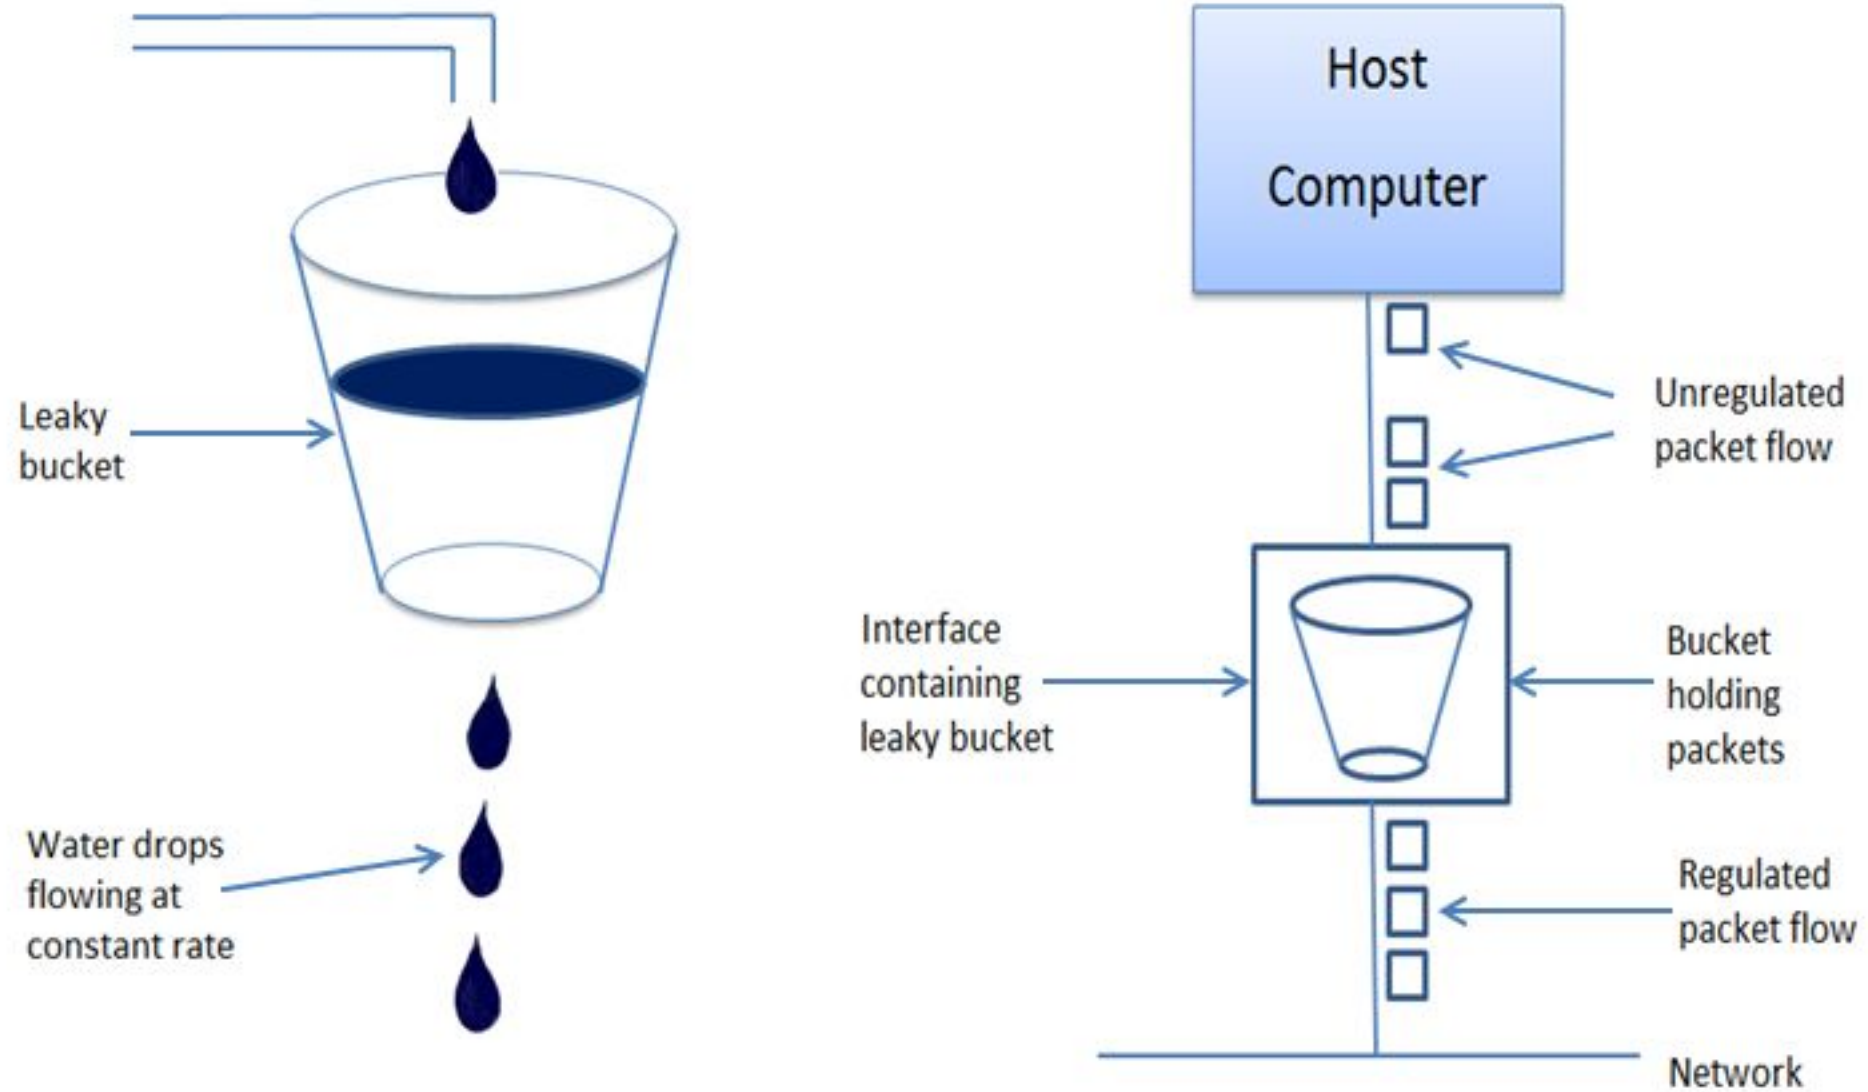 Leaky
bucket
Water drops
flowing at
constant rate
Host
Computer
Unregulated
packet flow
Interface
containing
leaky bucket
Bucket
holding
packets
Regulated
packet flow
Network